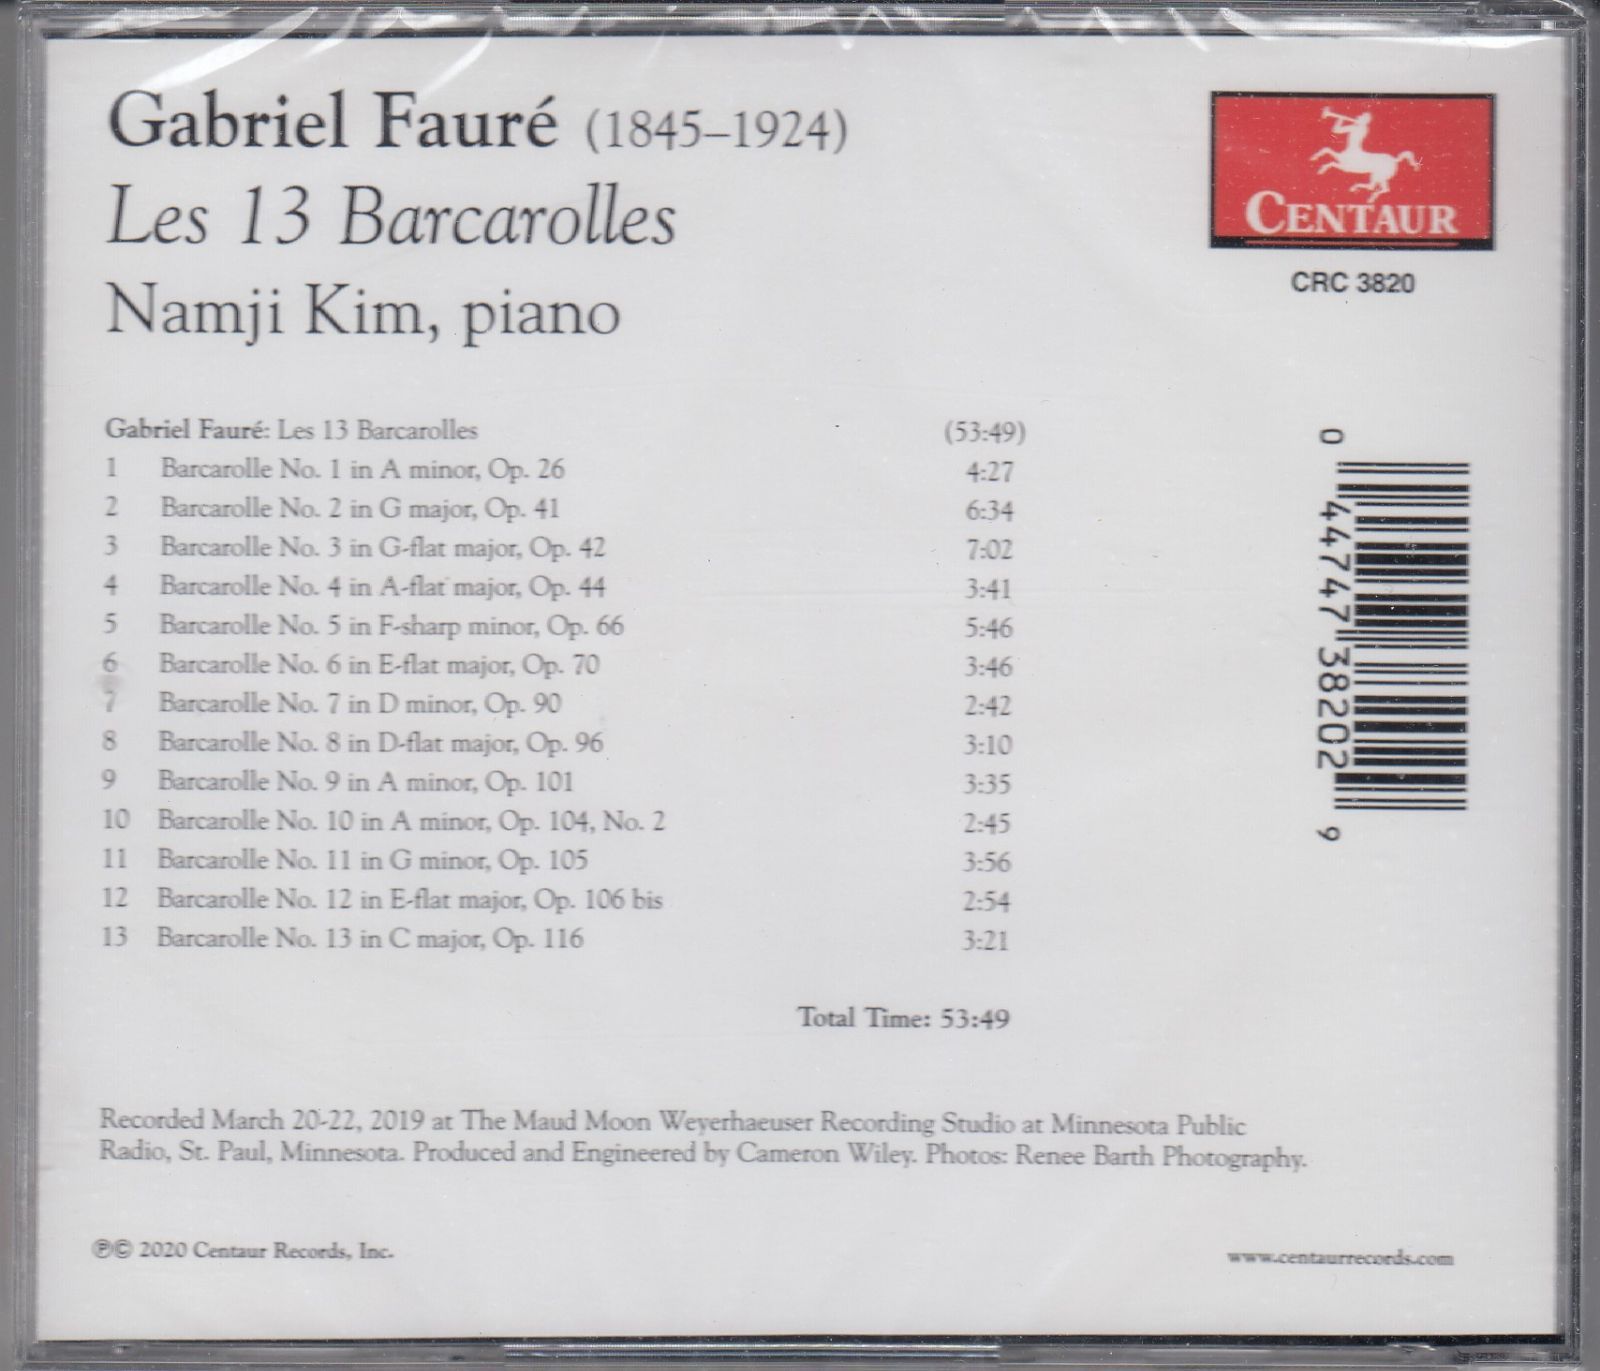 Gabriel Fauré (1845–1924)
Les 13 Barcarolles
Namji Kim, piano
CENTAUR
CRC 3820
Gabriel Fauré: Les 13 Barcarolles (53:49)
1 Barcarolle No. 1 in A minor, Op. 26 4:27
2 Barcarolle No. 2 in G major, Op. 41 6:34
3 Barcarolle No. 3 in G-flat major, Op. 42 7:02
4 Barcarolle No. 4 in A-flat major, Op. 44 3:41
5 Barcarolle No. 5 in F-sharp minor, Op. 66 5:46
6 Barcarolle No. 6 in E-flat major, Op. 70 3:46
7 Barcarolle No. 7 in D minor, Op. 90 2:42
8 Barcarolle No. 8 in D-flat major, Op. 96 3:10
9 Barcarolle No. 9 in A minor, Op. 101 3:35
10 Barcarolle No. 10 in A minor, Op. 104, No. 2 2:45
11 Barcarolle No. 11 in G minor, Op. 105 3:56
12 Barcarolle No. 12 in E-flat major, Op. 106 bis 2:54
13 Barcarolle No. 13 in C major, Op. 116 3:21
Total Time: 53:49
0 44747 38202 9
Recorded March 20-22, 2019 at The Maud Moon Weyerhaeuser Recording Studio at Minnesota Public
Radio, St. Paul, Minnesota. Produced and Engineered by Cameron Wiley. Photos: Renee Barth Photography.
℗© 2020 Centaur Records, Inc.
www.centaurrecords.com